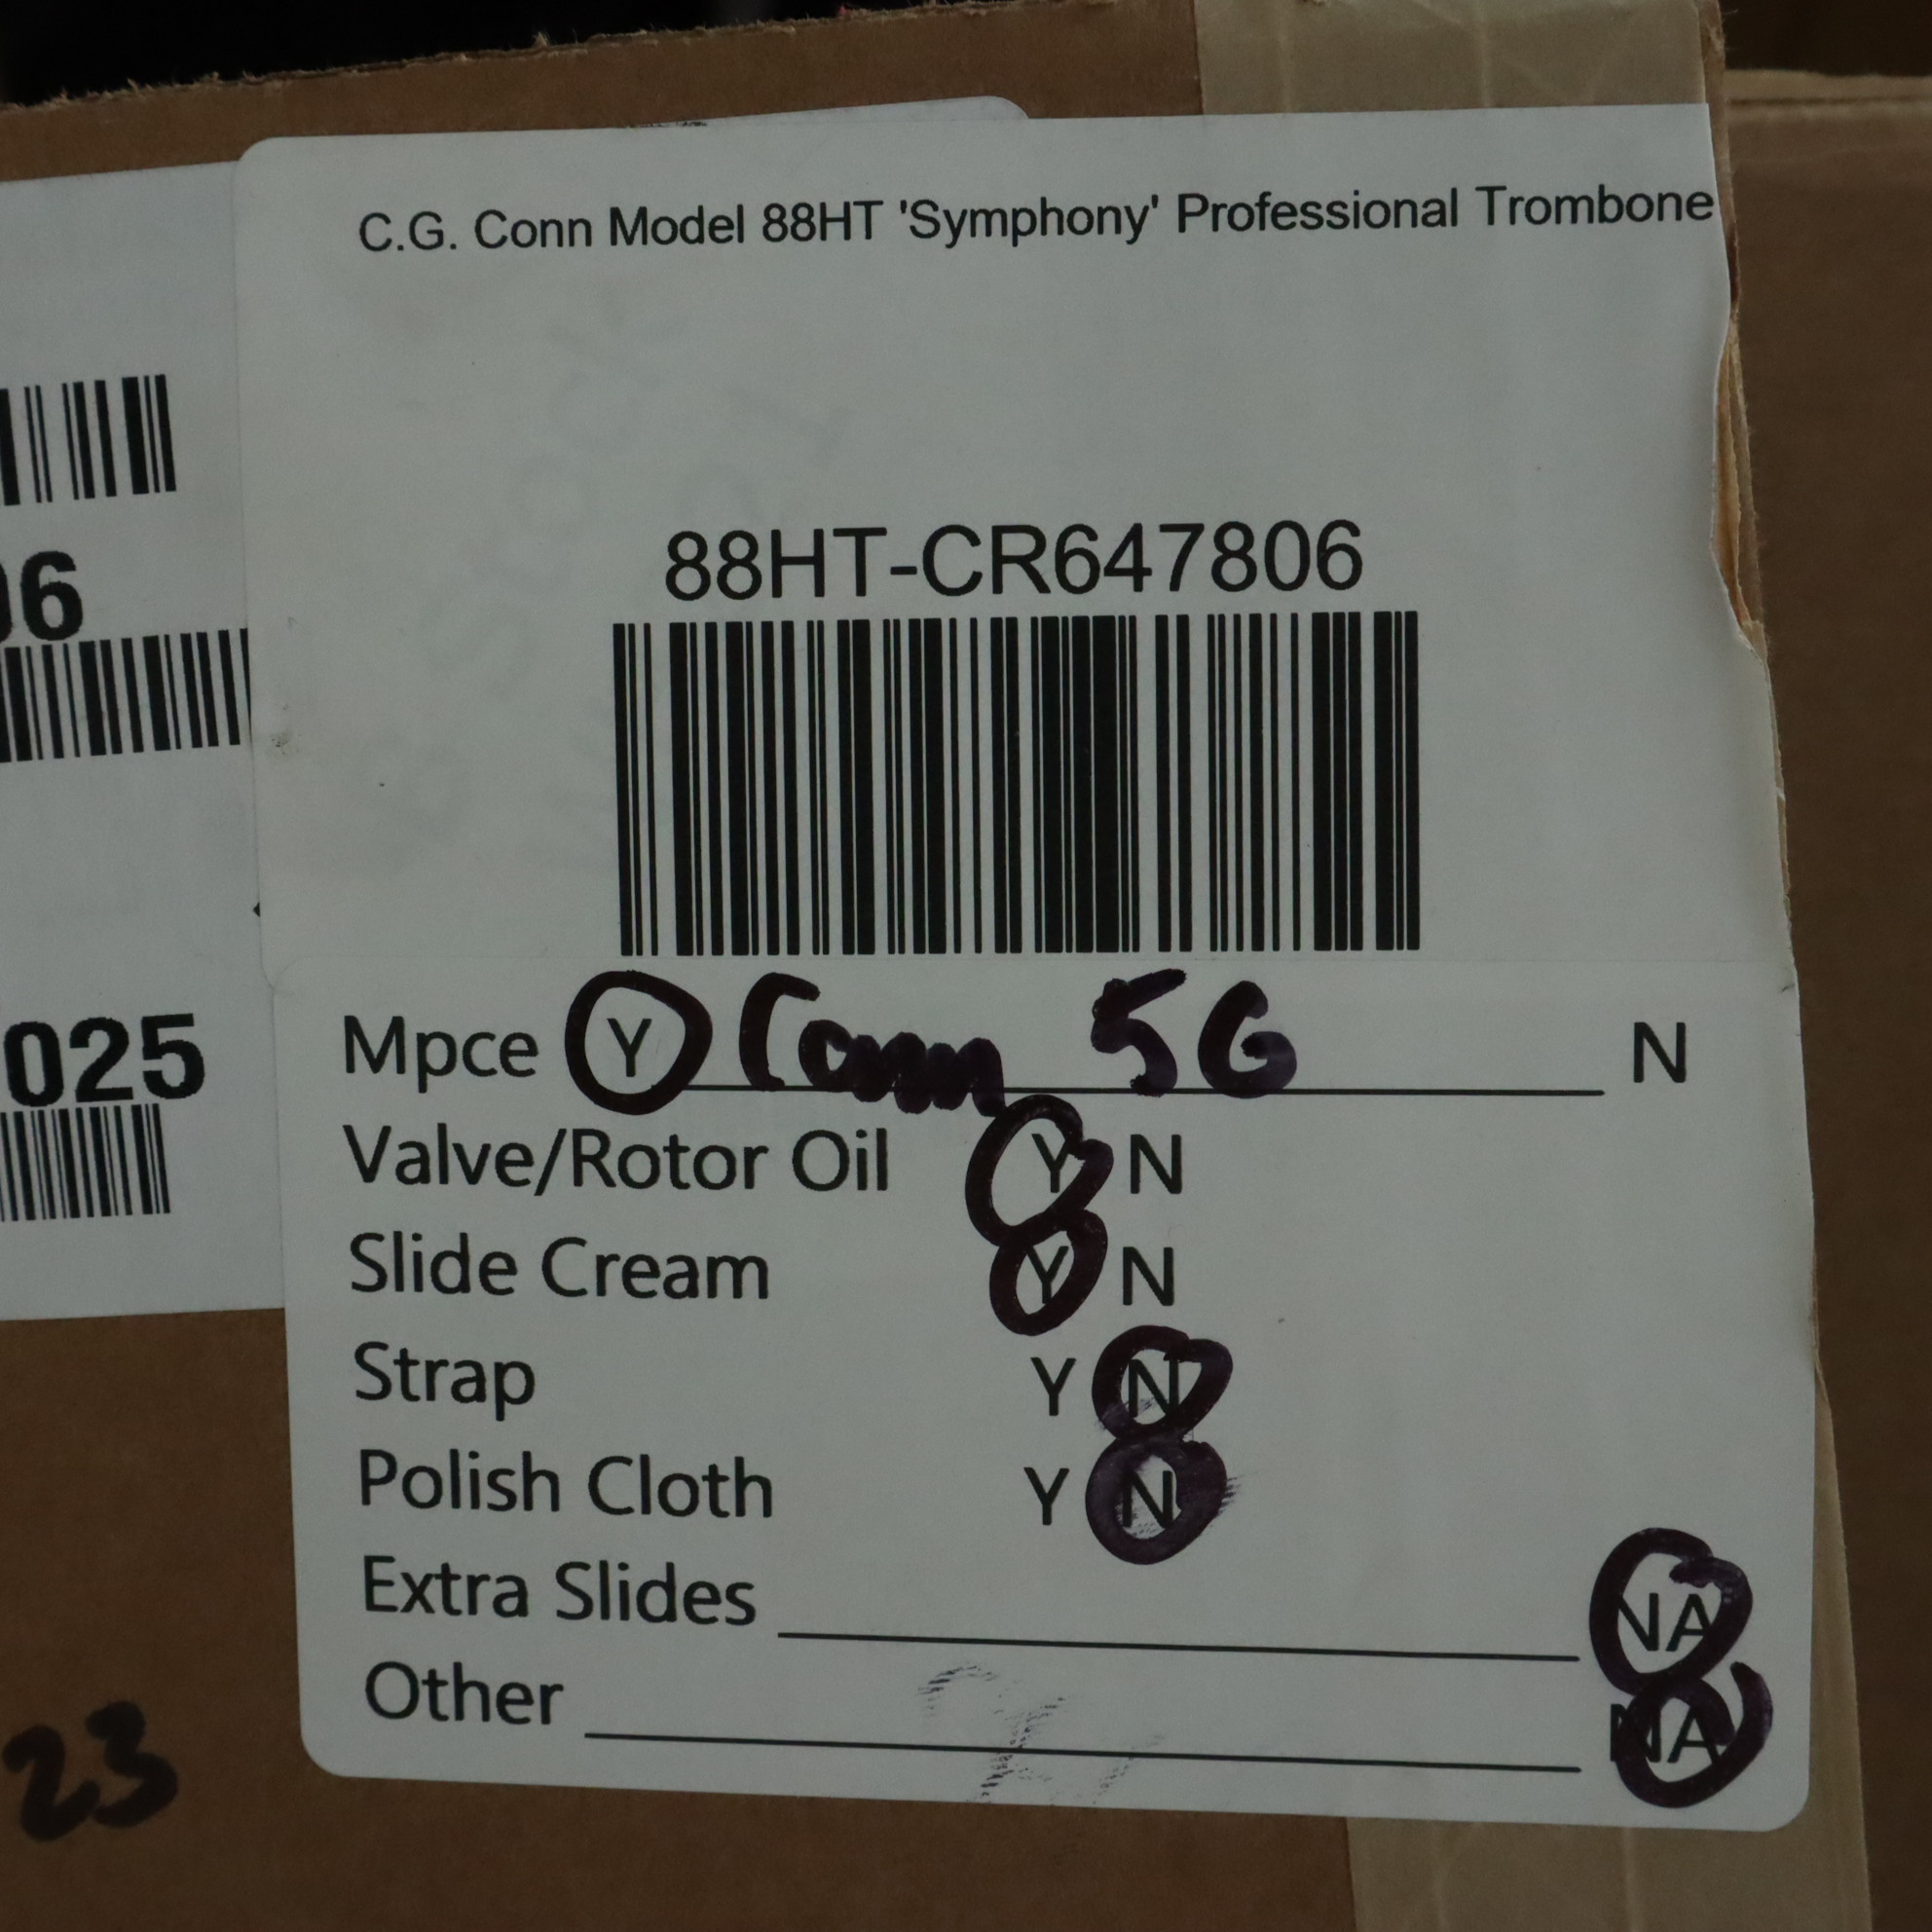 C.G. Conn Model 88HT 'Symphony' Professional Trombone
88HT-CR647806
06
025
Mpce Y Conn 5G N
Valve/Rotor Oil Y N
Slide Cream Y N
Strap Y N
Polish Cloth Y N
Extra Slides NA
Other NA
23